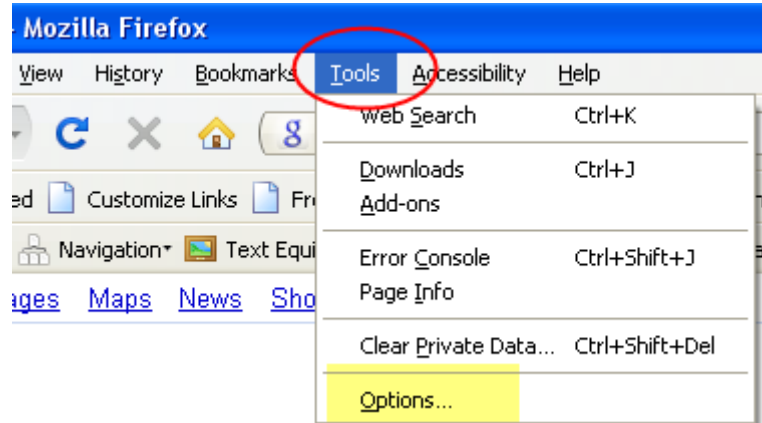 Mozilla Firefox
View History Bookmarks Tools Accessibility Help
Web Search Ctrl+K
Downloads Ctrl+J
Customize Links
Add-ons
Navigation Text
Error Console Ctrl+Shift+J
Page Info
Maps News
Clear Private Data... Ctrl+Shift+Del
Options...